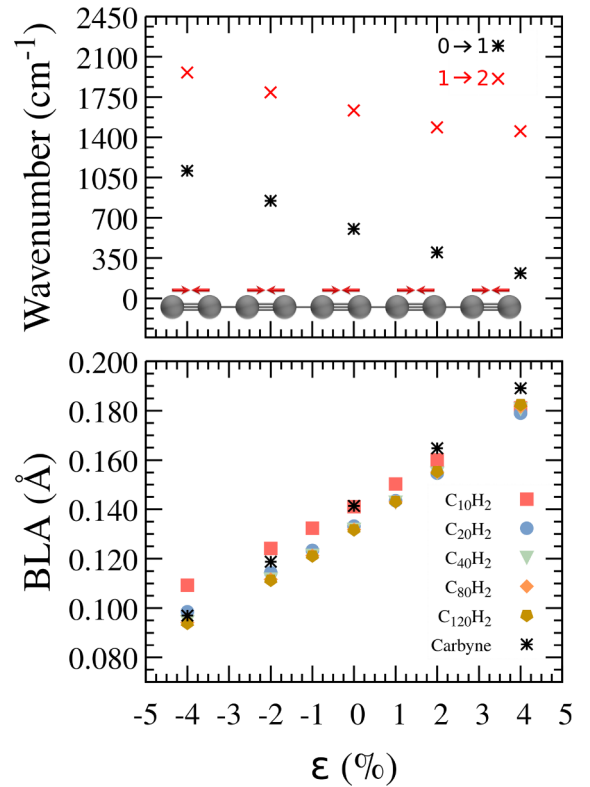 2450
2100
1750
1400
1050
700
350
0
Wavenumber (cm⁻¹)
0→1
1→2
0.200
0.180
0.160
0.140
0.120
0.100
0.080
BLA (Å)
C₁₀H₂
C₂₀H₂
C₄₀H₂
C₈₀H₂
C₁₂₀H₂
Carbyne
-5 -4 -2 -1 0 1 2 4 5
ε (%)